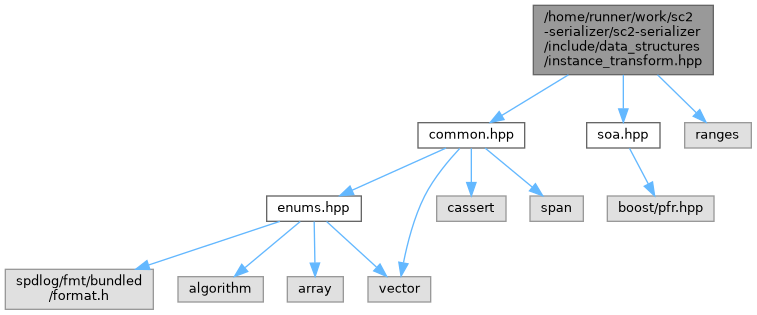 /home/runner/work/sc2
-serializer/sc2-serializer
/include/data_structures
/instance_transform.hpp
common.hpp
soa.hpp
ranges
enums.hpp
cassert
span
boost/pfr.hpp
spdlog/fmt/bundled
/format.h
algorithm
array
vector